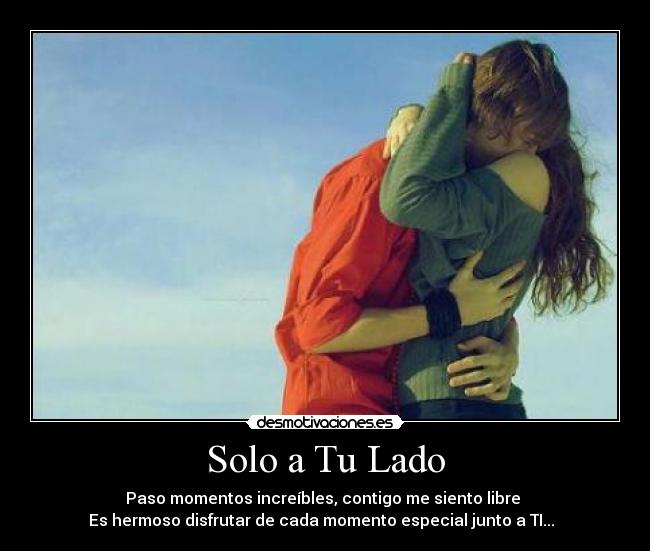 desmotivaciones.es
Solo a Tu Lado
Paso momentos increíbles, contigo me siento libre
Es hermoso disfrutar de cada momento especial junto a TI...